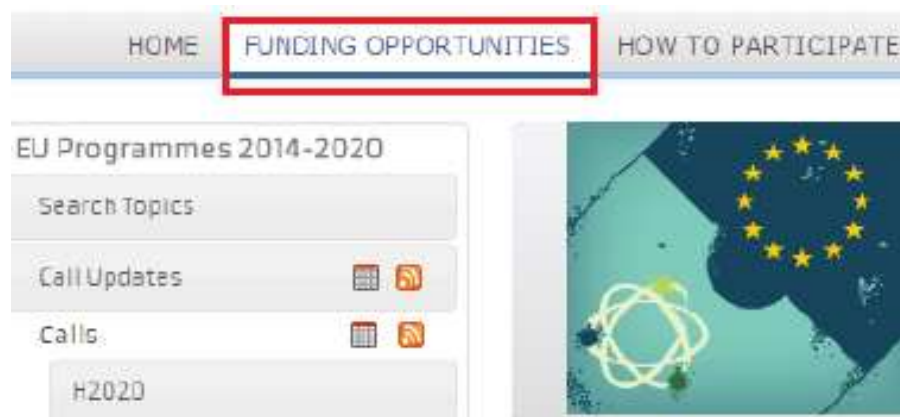 HOME FUNDING OPPORTUNITIES HOW TO PARTICIPATE
EU Programmes 2014-2020
Search Topics
Call Updates
Calls
H2020